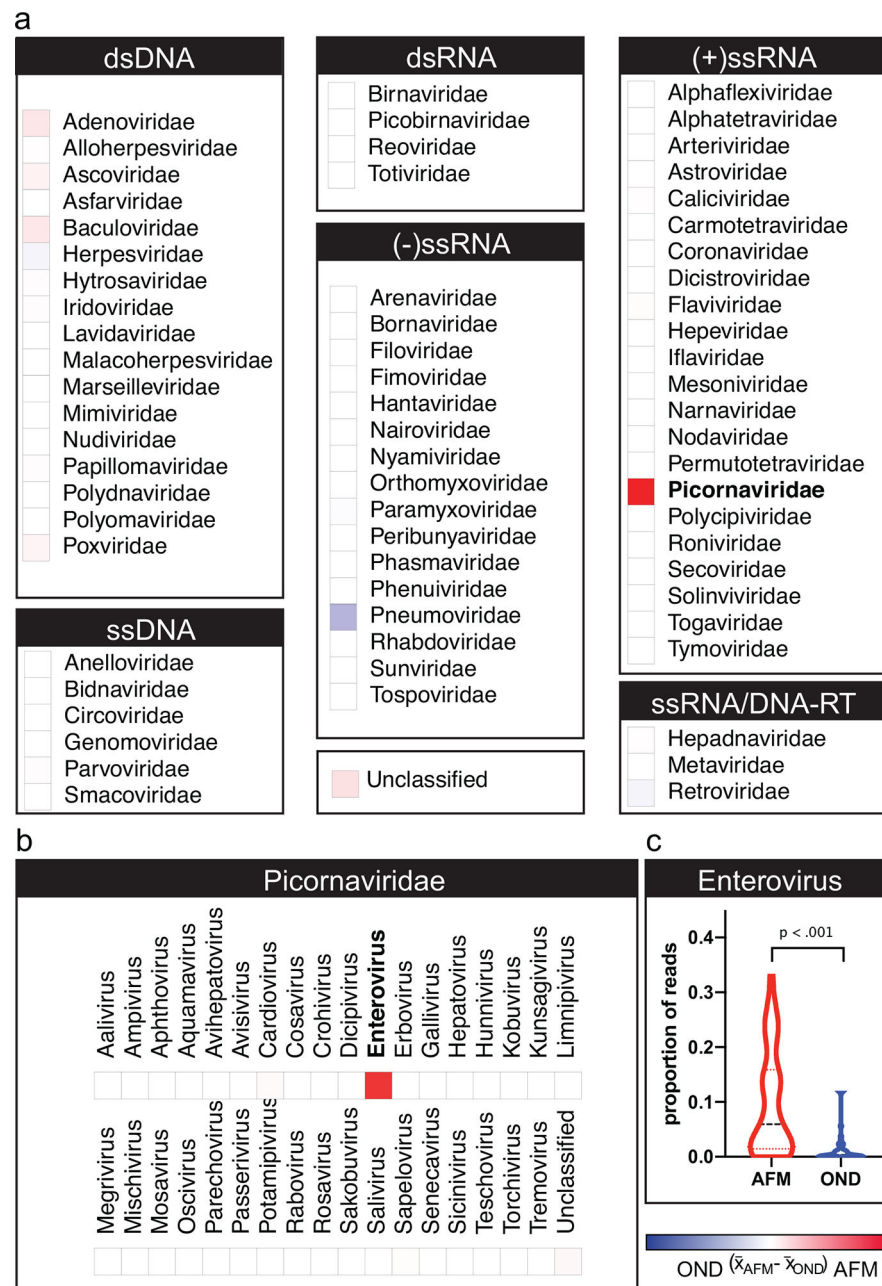 a
dsDNA
Adenoviridae
Alloherpesviridae
Ascoviridae
Asfarviridae
Baculoviridae
Herpesviridae
Hytrosaviridae
Iridoviridae
Lavidaviridae
Malacoherpesviridae
Marseilleviridae
Mimiviridae
Nudiviridae
Papillomaviridae
Polydnaviridae
Polyomaviridae
Poxviridae
ssDNA
Anelloviridae
Bidnaviridae
Circoviridae
Genomoviridae
Parvoviridae
Smacoviridae
dsRNA
Birnaviridae
Picobirnaviridae
Reoviridae
Totiviridae
(-)ssRNA
Arenaviridae
Bornaviridae
Filoviridae
Fimoviridae
Hantaviridae
Nairoviridae
Nyamiviridae
Orthomyxoviridae
Paramyxoviridae
Peribunyaviridae
Phasmaviridae
Phenuiviridae
Pneumoviridae
Rhabdoviridae
Sunviridae
Tospoviridae
Unclassified
(+)ssRNA
Alphaflexiviridae
Alphatetraviridae
Arteriviridae
Astroviridae
Caliciviridae
Carmotetraviridae
Coronaviridae
Dicistroviridae
Flaviviridae
Hepeviridae
Iflaviridae
Mesoniviridae
Narnaviridae
Nodaviridae
Permutotetraviridae
Picornaviridae
Polycipiviridae
Roniviridae
Secoviridae
Solinviviridae
Togaviridae
Tymoviridae
ssRNA/DNA-RT
Hepadnaviridae
Metaviridae
Retroviridae
b
Picornaviridae
Aalivirus
Ampivirus
Aphthovirus
Aquamavirus
Avihepatovirus
Avisivirus
Cardiovirus
Cosavirus
Crohivirus
Dicipivirus
Enterovirus
Erbovirus
Gallivirus
Hepatovirus
Hunnivirus
Kobuvirus
Kunsagivirus
Limnipivirus
Megrivirus
Mischivirus
Mosavirus
Oscivirus
Parechovirus
Passerivirus
Potamipivirus
Rabovirus
Rosavirus
Sakobuvirus
Salivirus
Sapelovirus
Senecavirus
Sicinivirus
Teschovirus
Torchivirus
Tremovirus
Unclassified
c
Enterovirus
p < .001
proportion of reads
0.4
0.3
0.2
0.1
0.0
AFM OND
OND (x̄AFM- x̄OND) AFM